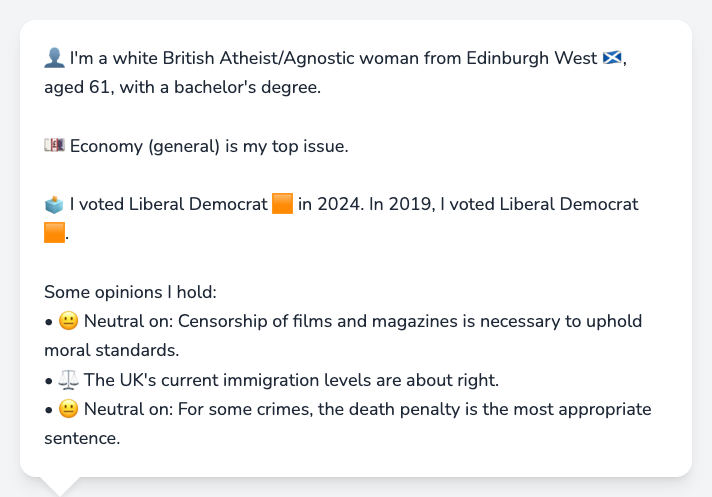 👤 I'm a white British Atheist/Agnostic woman from Edinburgh West 🏴󠁧󠁢󠁳󠁣󠁴󠁿,
aged 61, with a bachelor's degree.
💷 Economy (general) is my top issue.
🗳️ I voted Liberal Democrat 🟧 in 2024. In 2019, I voted Liberal Democrat
🟧.
Some opinions I hold:
• 😐 Neutral on: Censorship of films and magazines is necessary to uphold
moral standards.
• ⚖️ The UK's current immigration levels are about right.
• 😐 Neutral on: For some crimes, the death penalty is the most appropriate
sentence.